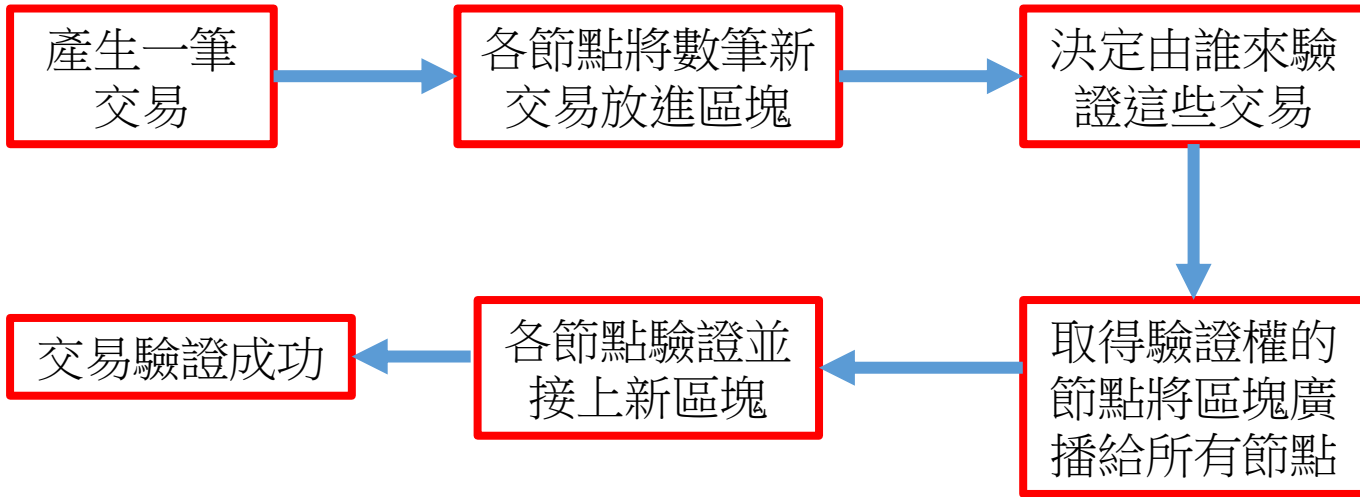 產生一筆
交易
各節點將數筆新
交易放進區塊
決定由誰來驗
證這些交易
取得驗證權的
節點將區塊廣
播給所有節點
各節點驗證並
接上新區塊
交易驗證成功